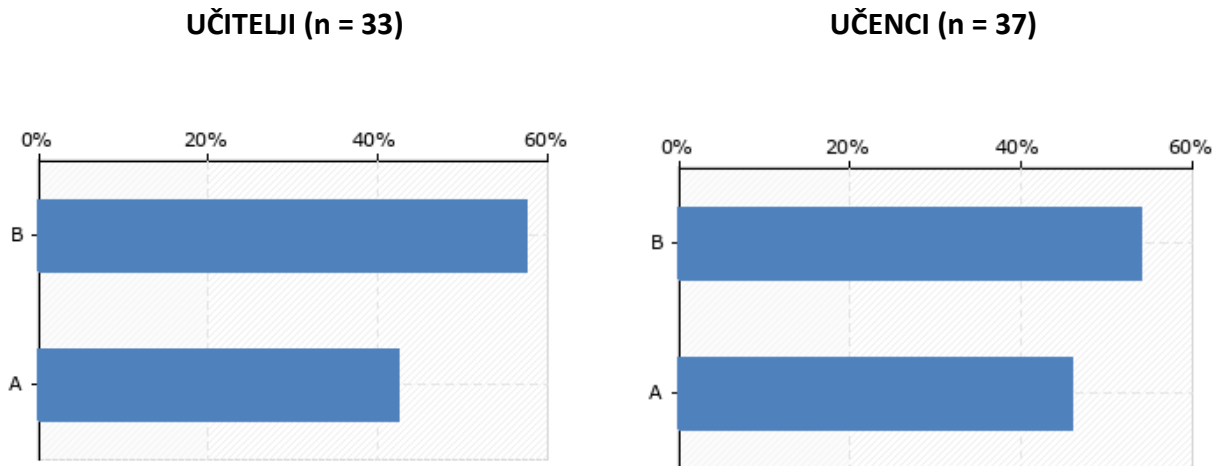 UČITELJI (n = 33)
UČENCI (n = 37)
0% 20% 40% 60%
B
A
0% 20% 40% 60%
B
A